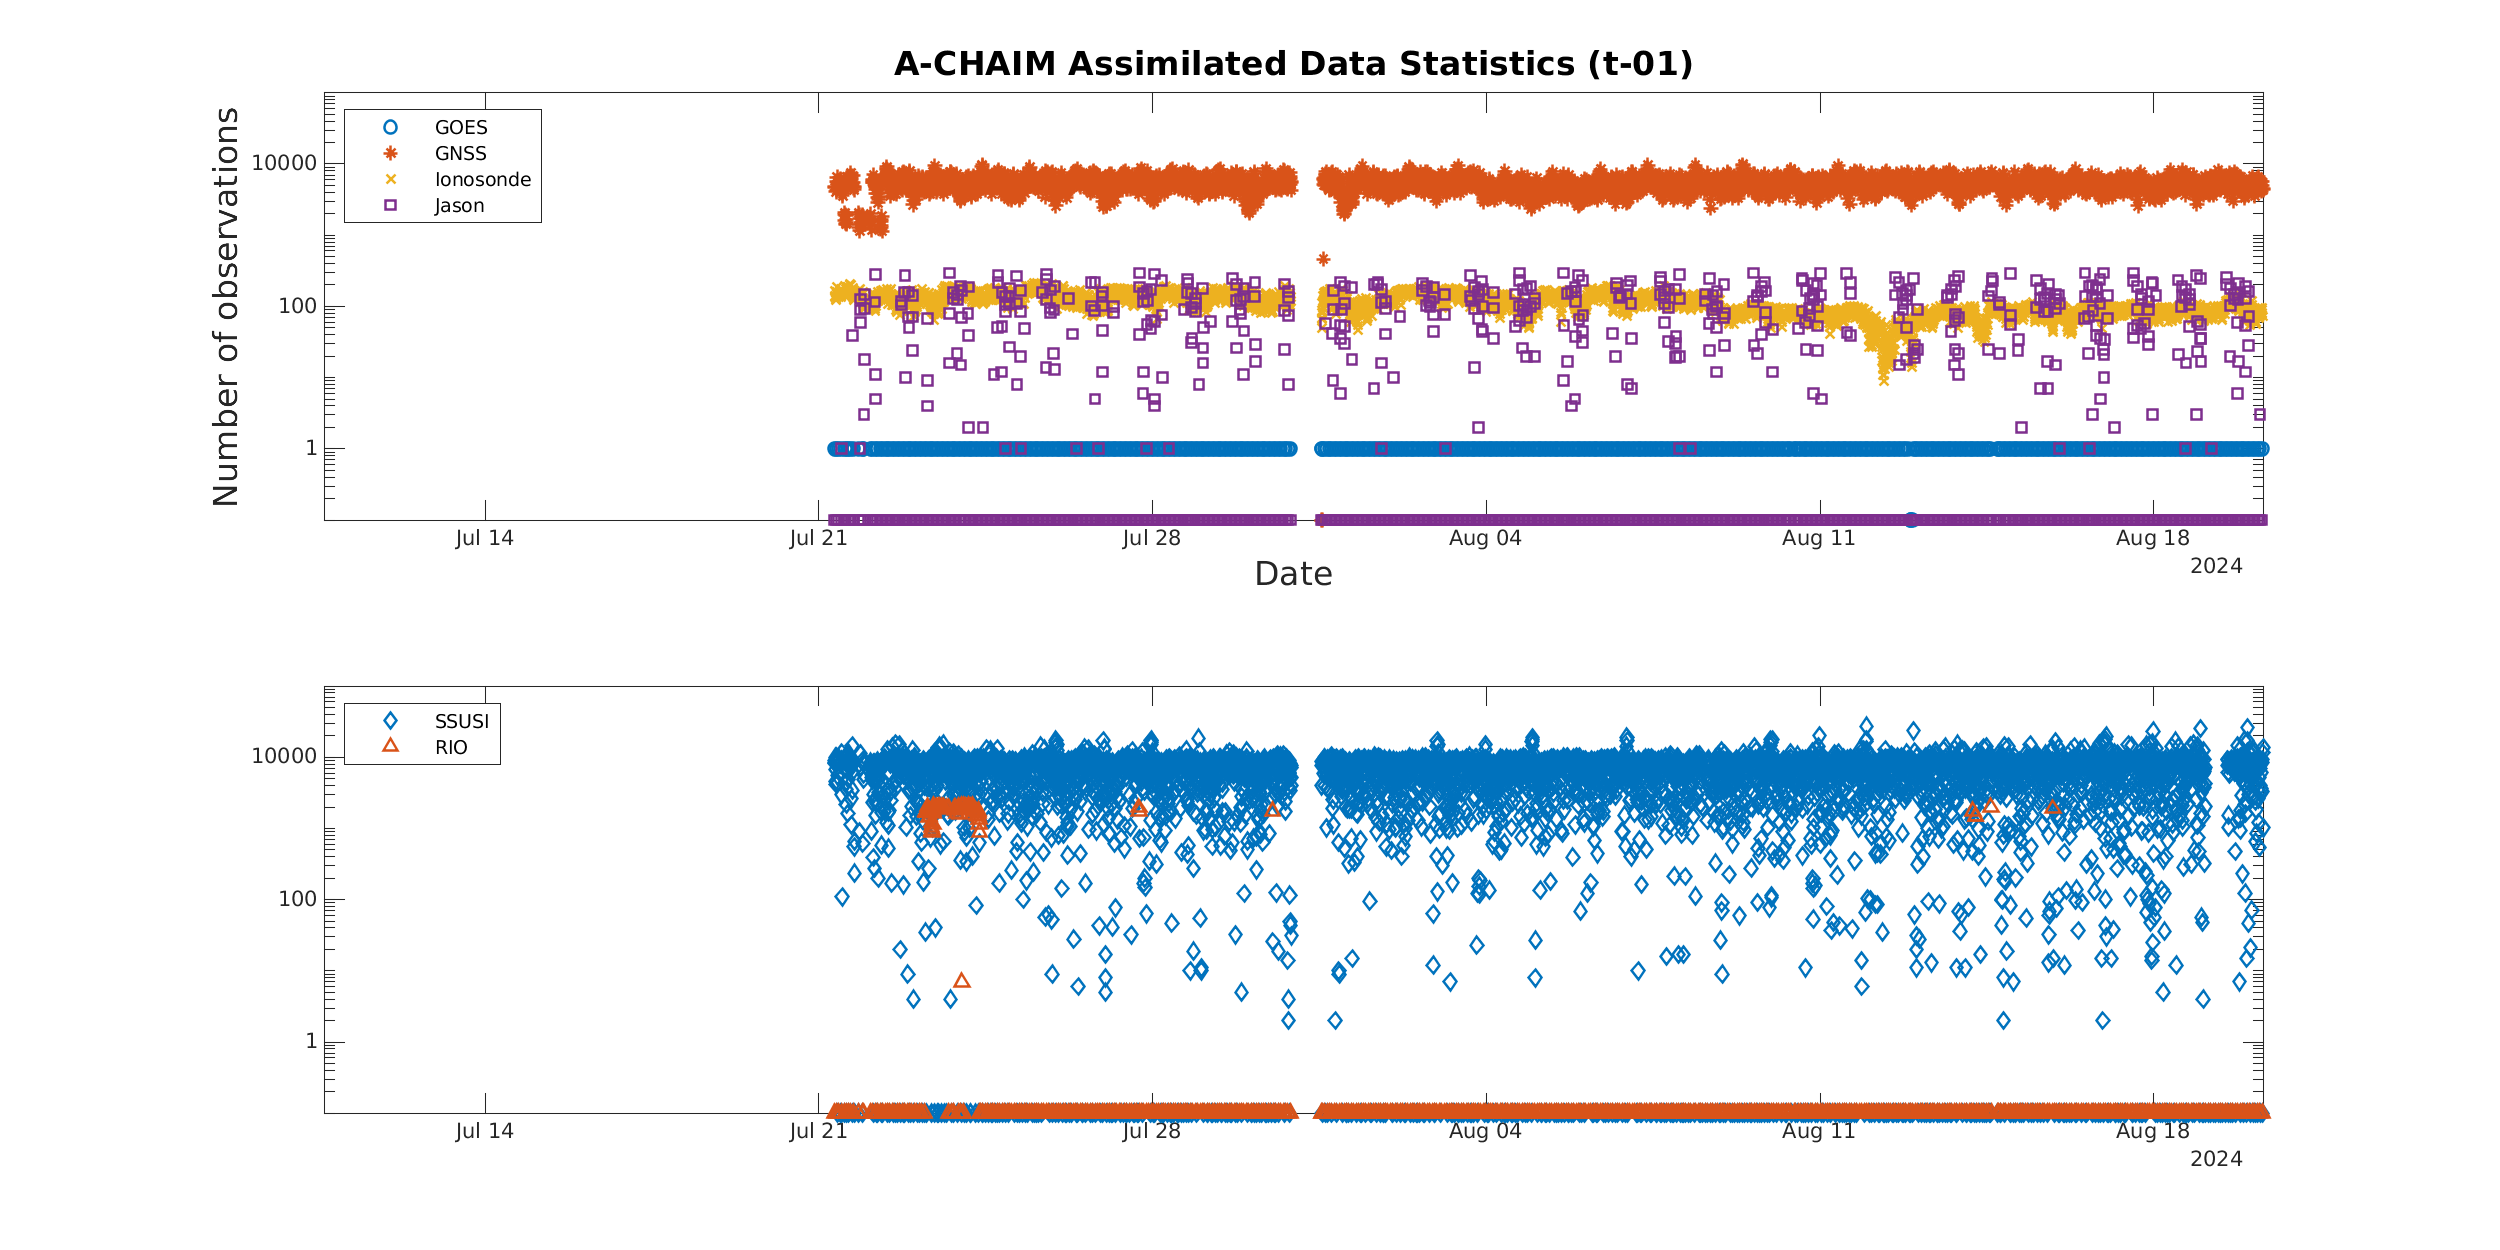 A-CHAIM Assimilated Data Statistics (t-01)
Number of observations
10000
100
1
GOES
GNSS
Ionosonde
Jason
Jul 14
Jul 21
Jul 28
Aug 04
Aug 11
Aug 18
2024
Date
10000
100
1
SSUSI
RIO
Jul 14
Jul 21
Jul 28
Aug 04
Aug 11
Aug 18
2024